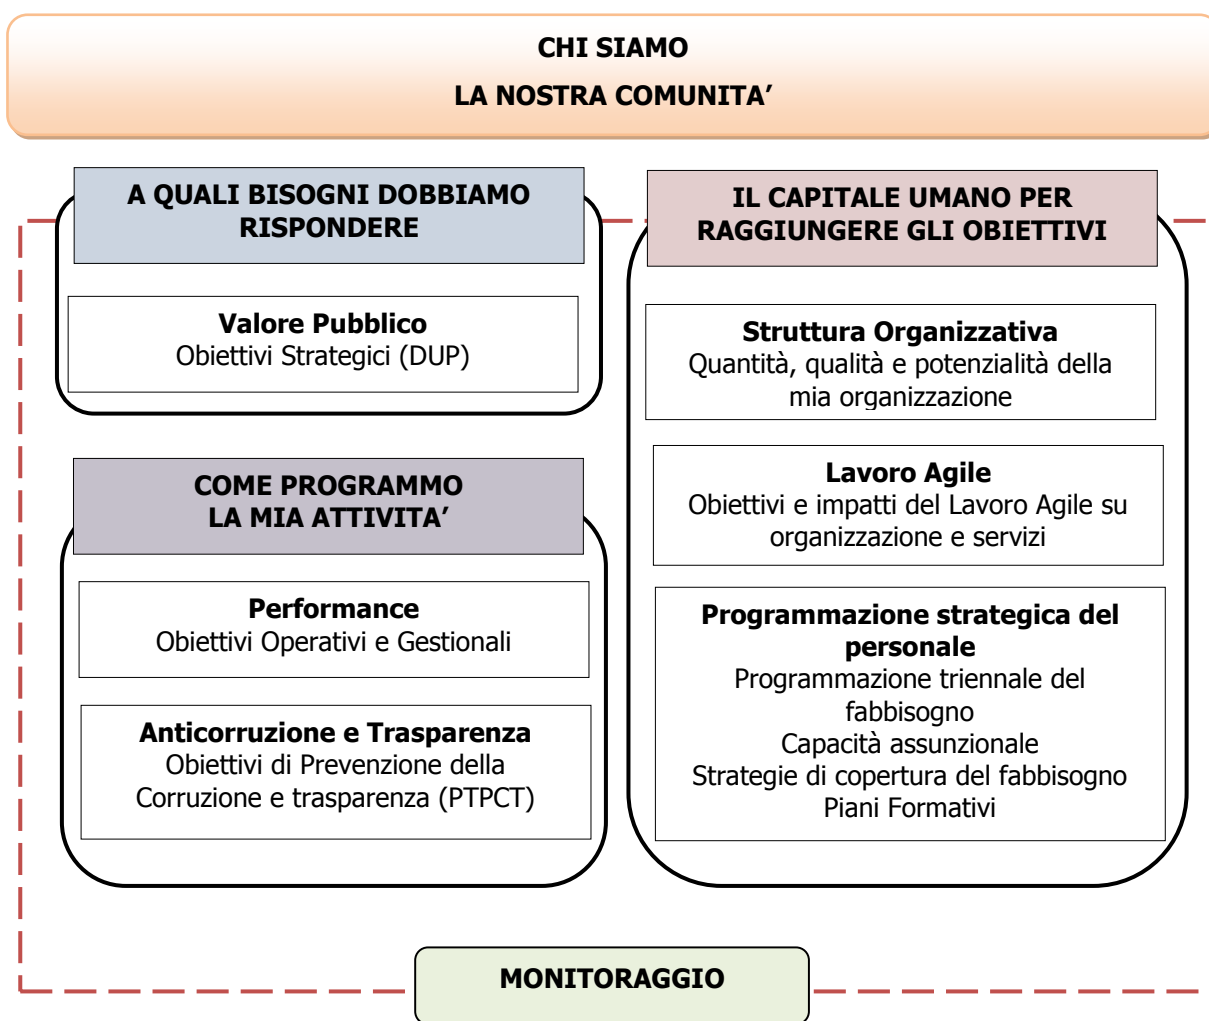 CHI SIAMO
LA NOSTRA COMUNITA’
A QUALI BISOGNI DOBBIAMO
RISPONDERE
Valore Pubblico
Obiettivi Strategici (DUP)
COME PROGRAMMO
LA MIA ATTIVITA’
Performance
Obiettivi Operativi e Gestionali
Anticorruzione e Trasparenza
Obiettivi di Prevenzione della
Corruzione e trasparenza (PTPCT)
IL CAPITALE UMANO PER
RAGGIUNGERE GLI OBIETTIVI
Struttura Organizzativa
Quantità, qualità e potenzialità della
mia organizzazione
Lavoro Agile
Obiettivi e impatti del Lavoro Agile su
organizzazione e servizi
Programmazione strategica del
personale
Programmazione triennale del
fabbisogno
Capacità assunzionale
Strategie di copertura del fabbisogno
Piani Formativi
MONITORAGGIO